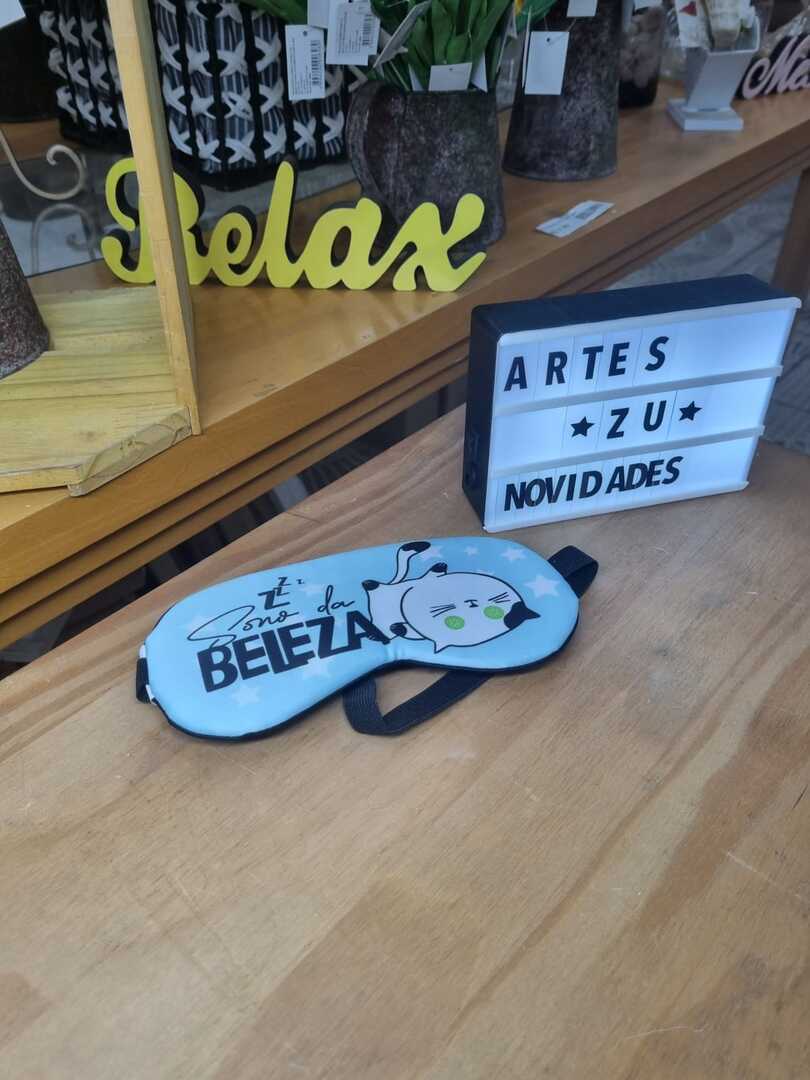 Relax
ARTES
★ZU★
NOVIDADES
zzz
Sono da
BELEZA